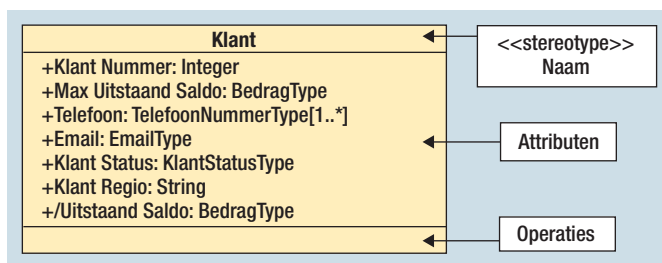 Klant
+Klant Nummer: Integer
+Max Uitstaand Saldo: BedragType
+Telefoon: TelefoonNummerType[1..*]
+Email: EmailType
+Klant Status: KlantStatusType
+Klant Regio: String
+/Uitstaand Saldo: BedragType
<<stereotype>>
Naam
Attributen
Operaties